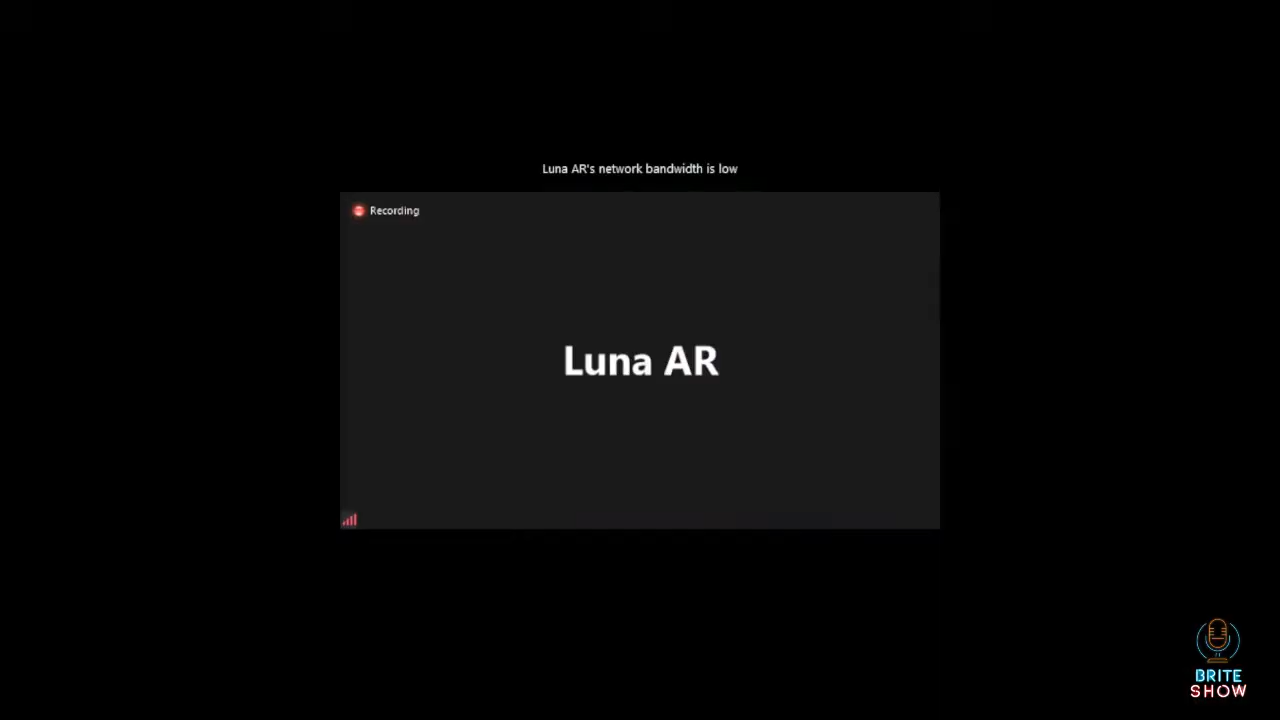 Luna AR's network bandwidth is low
Recording
Luna AR
BRITE
SHOW